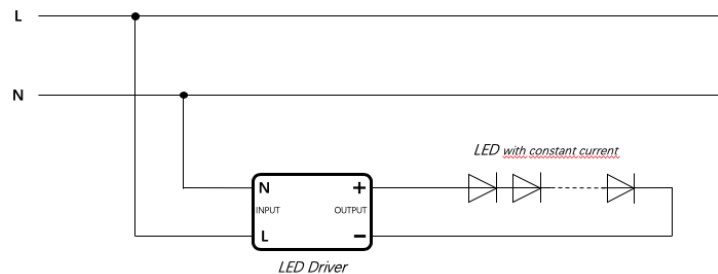 L
N
LED with constant current
N +
INPUT OUTPUT
L −
LED Driver